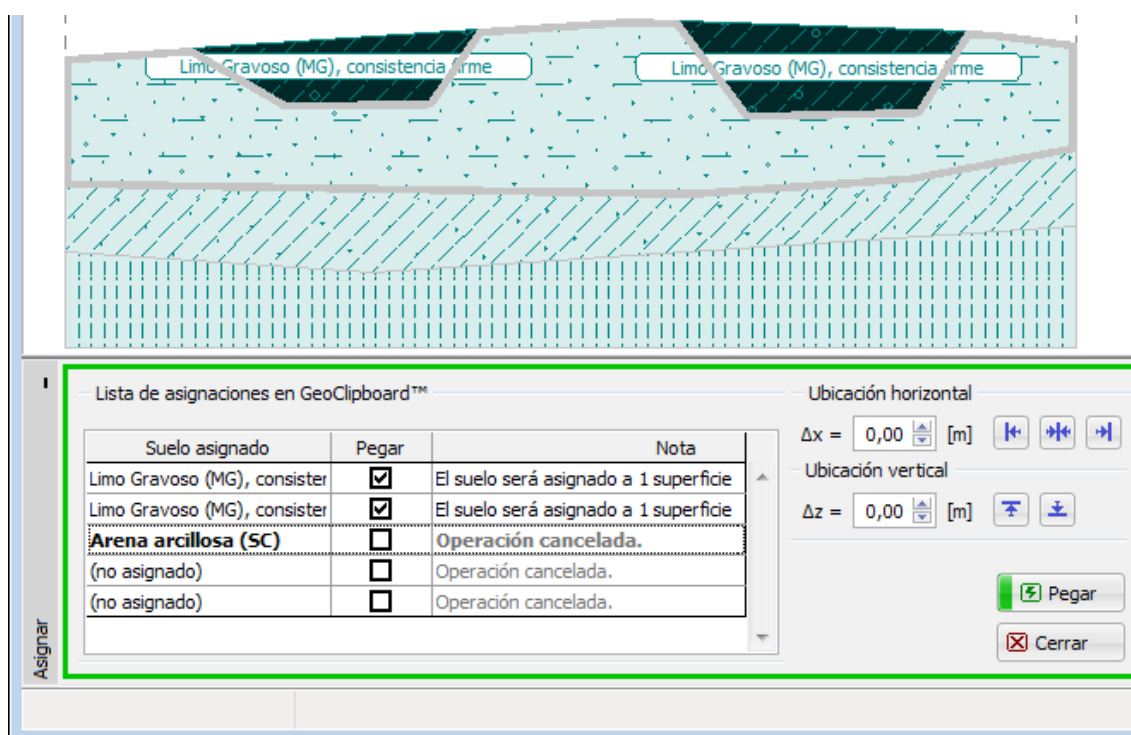 Limo Gravoso (MG), consistencia firme
Limo Gravoso (MG), consistencia firme
Lista de asignaciones en GeoClipboard™
Suelo asignado Pegar Nota
Limo Gravoso (MG), consister El suelo será asignado a 1 superficie
Limo Gravoso (MG), consister El suelo será asignado a 1 superficie
Arena arcillosa (SC) Operación cancelada.
(no asignado) Operación cancelada.
(no asignado) Operación cancelada.
Ubicación horizontal
Δx = 0,00 [m]
Ubicación vertical
Δz = 0,00 [m]
Pegar
Cerrar
Asignar